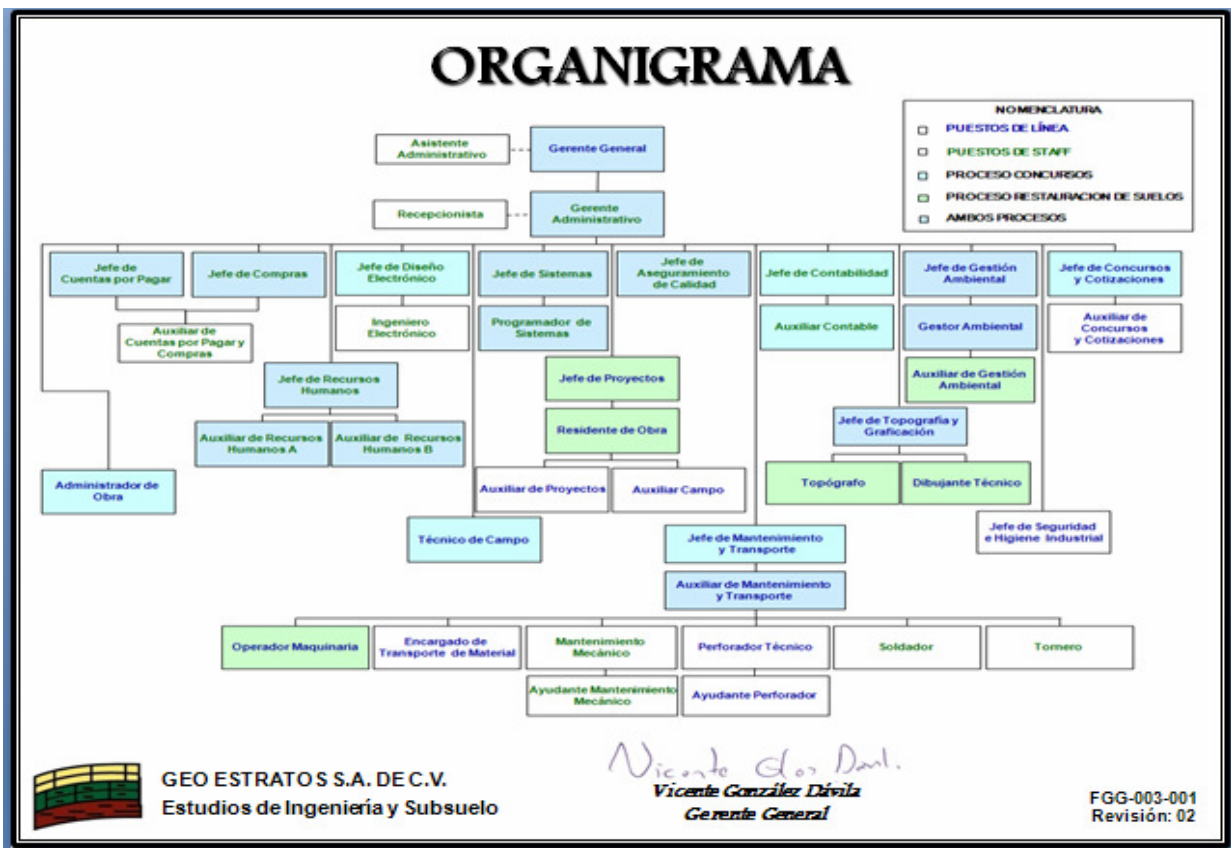 ORGANIGRAMA
NOMENCLATURA
PUESTOS DE LÍNEA
PUESTOS DE STAFF
PROCESO CONCURSOS
PROCESO RESTAURACION DE SUELOS
AMBOS PROCESOS
Asistente
Administrativo
Gerente General
Recepcionista
Gerente
Administrativo
Jefe de
Cuentas por Pagar
Jefe de Compras
Jefe de Diseño
Electrónico
Jefe de Sistemas
Jefe de
Aseguramiento
de Calidad
Jefe de Contabilidad
Jefe de Gestión
Ambiental
Jefe de Concursos
y Cotizaciones
Auxiliar de
Cuentas por Pagar y
Compras
Ingeniero
Electrónico
Programador de
Sistemas
Auxiliar Contable
Gestor Ambiental
Auxiliar de
Concursos
y Cotizaciones
Jefe de Recursos
Humanos
Jefe de Proyectos
Auxiliar de Gestión
Ambiental
Auxiliar de Recursos
Humanos A
Auxiliar de Recursos
Humanos B
Residente de Obra
Jefe de Topografía y
Graficación
Administrador de
Obra
Auxiliar de Proyectos
Auxiliar Campo
Topógrafo
Dibujante Técnico
Técnico de Campo
Jefe de Mantenimiento
y Transporte
Jefe de Seguridad
e Higiene Industrial
Auxiliar de Mantenimiento
y Transporte
Operador Maquinaria
Encargado de
Transporte de Material
Mantenimiento
Mecánico
Perforador Técnico
Soldador
Tornero
Ayudante Mantenimiento
Mecánico
Ayudante Perforador
GEO ESTRATOS S.A. DE C.V.
Estudios de Ingeniería y Subsuelo
Vicente González Dávila
Gerente General
FGG-003-001
Revisión: 02